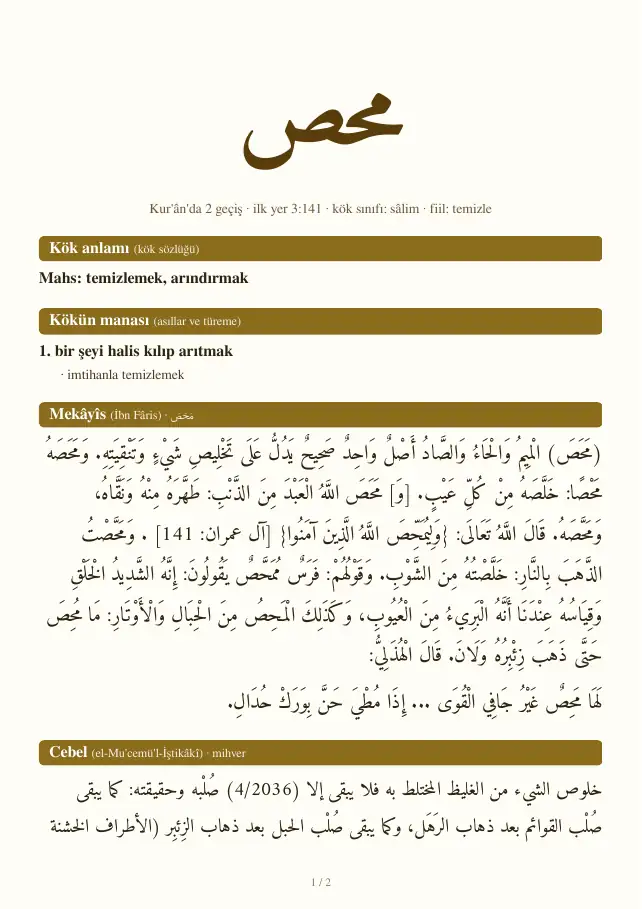 محص
Kur'ân'da 2 geçiş · ilk yer 3:141 · kök sınıfı: sâlim · fiil: temizle
Kök anlamı (kök sözlüğü)
Mahs: temizlemek, arındırmak
Kökün manası (asıllar ve türeme)
1. bir şeyi halis kılıp arıtmak
· imtihanla temizlemek
Mekâyîs (İbn Fâris) · مَحَصَ
(مَحَصَ) الْمِيمُ وَالْحَاءُ وَالصَّادُ أَصْلٌ وَاحِدٌ صَحِيحٌ يَدُلُّ عَلَى تَخْلِيصِ شَيْءٍ وَتَنْقِيَتِهِ. وَمَحَصَهُ
مَحْصًا: خَلَّصَهُ مِنْ كُلِّ عَيْبٍ. [وَ] مَحَصَ اللَّهُ الْعَبْدَ مِنَ الذَّنْبِ: طَهَّرَهُ مِنْهُ وَنَقَّاهُ،
وَمَحَّصَهُ. قَالَ اللَّهُ تَعَالَى: {وَلِيُمَحِّصَ اللَّهُ الَّذِينَ آمَنُوا} [آل عمران: 141] . وَمَحَّصْتُ
الذَّهَبَ بِالنَّارِ: خَلَّصْتُهُ مِنَ الشَّوْبِ. وَقَوْلُهُمْ: فَرَسٌ مُمَحَّصٌ يَقُولُونَ: إِنَّهُ الشَّدِيدُ الْخَلْقِ
وَقِيَاسُهُ عِنْدَنَا أَنَّهُ الْبَرِيءُ مِنَ الْعُيُوبِ، وَكَذَلِكَ الْمَحِصُ مِنَ الْحِبَالِ وَالْأَوْتَارِ: مَا مُحِصَ
حَتَّى ذَهَبَ زِئْبِرُهُ وَلَانَ. قَالَ الْهُذَلِيُّ:
لَهَا مَحِصٌ غَيْرُ جَافِي الْقُوَى ... إِذَا مُطْيَ حَنَّ بِوَرَكْ حُدَالِ.
Cebel (el-Mu'cemü'l-İştikâkî) · mihver
خلوص الشيء من الغليظ المختلط به فلا يبقى إلا (4/2036) صُلْبه وحقيقته: كما يبقى
صُلْب القوائم بعد ذهاب الرَهَل، وكما يبقى صُلْب الحبل بعد ذهاب الزِئبِر (الأطراف الخشنة
1 / 2